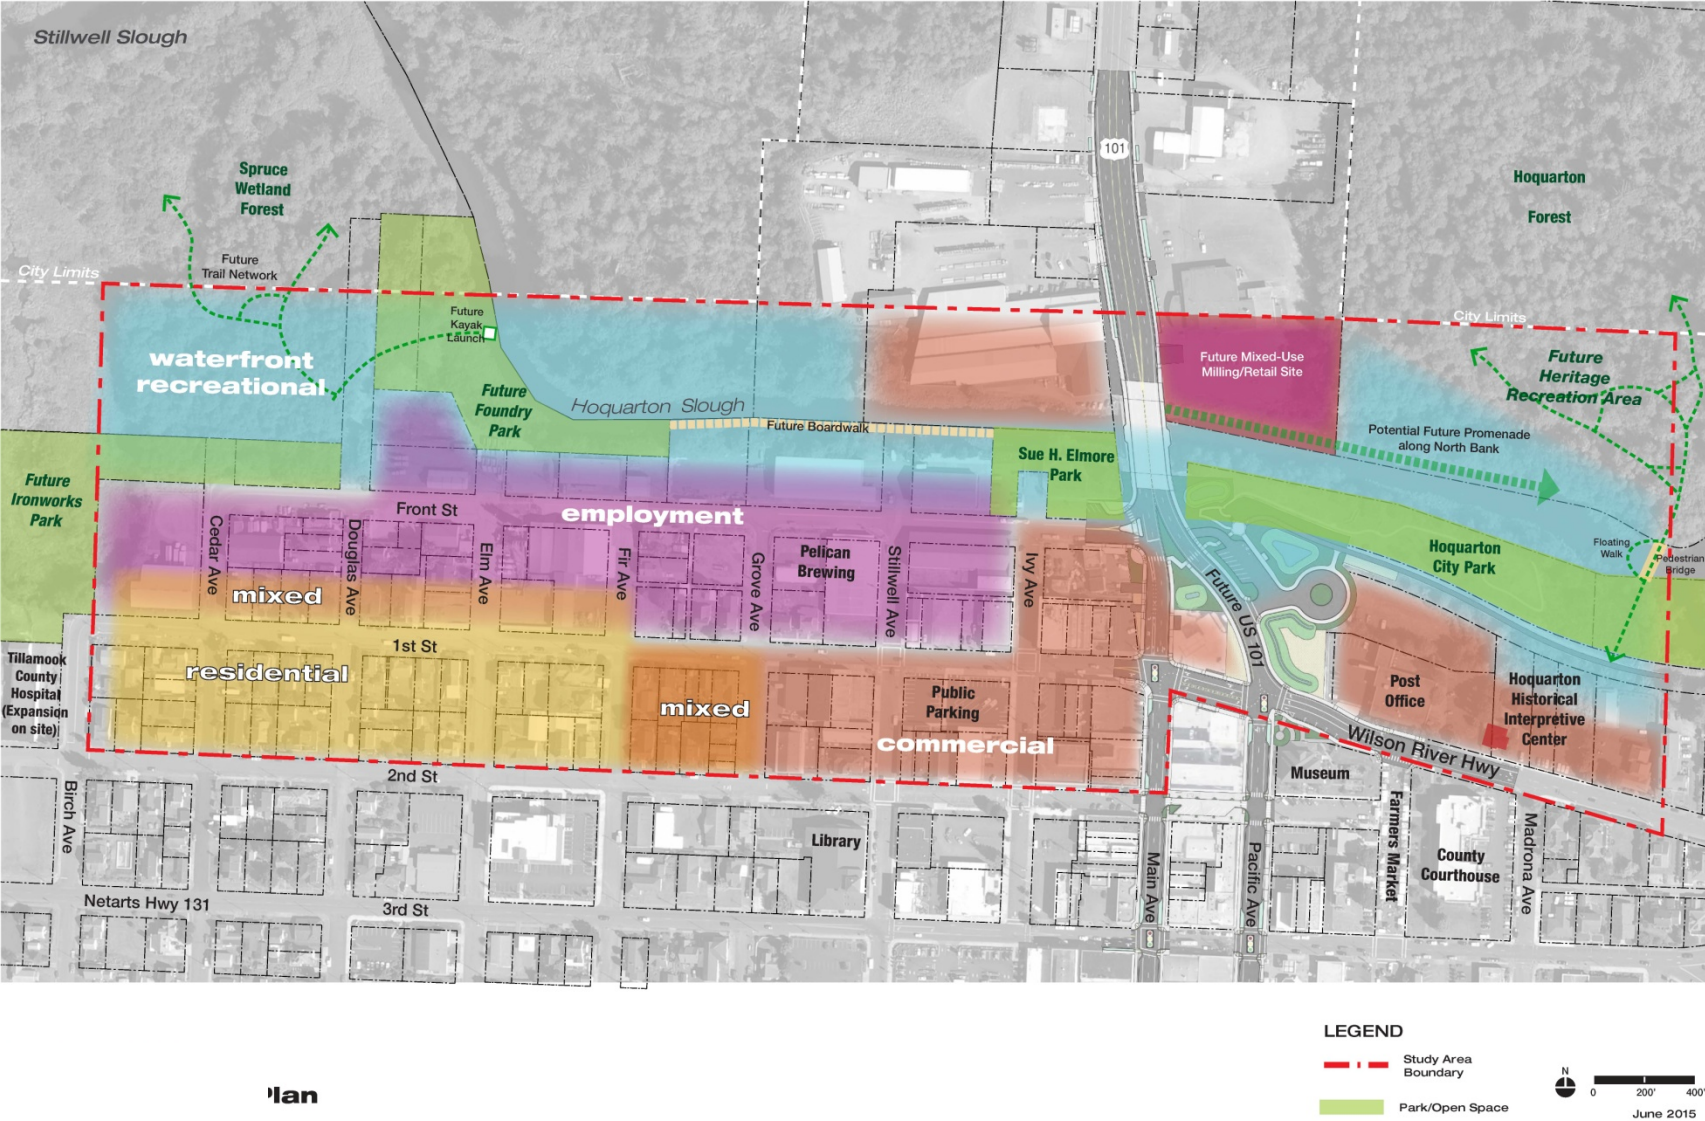 Stillwell Slough
101
Spruce
Wetland
Forest
Hoquarton
Forest
Future
Trail Network
City Limits
City Limits
Future
Kayak
Launch
waterfront
recreational
Future
Foundry
Park
Hoquarton Slough
Future Boardwalk
Sue H. Elmore
Park
Future Mixed-Use
Milling/Retail Site
Future
Heritage
Recreation Area
Potential Future Promenade
along North Bank
Future
Ironworks
Park
Front St
employment
Cedar Ave
Douglas Ave
Elm Ave
Fir Ave
Grove Ave
Pelican
Brewing
Stillwell Ave
Ivy Ave
Future US 101
Hoquarton
City Park
Floating
Walk
Pedestrian
Bridge
mixed
1st St
residential
mixed
Public
Parking
commercial
Post
Office
Hoquarton
Historical
Interpretive
Center
Wilson River Hwy
Tillamook
County
Hospital
(Expansion
on site)
2nd St
Birch Ave
Library
Museum
Farmers Market
County
Courthouse
Madrona Ave
Main Ave
Pacific Ave
Netarts Hwy 131
3rd St
LEGEND
Study Area
Boundary
Park/Open Space
N
0 200' 400'
June 2015
lan